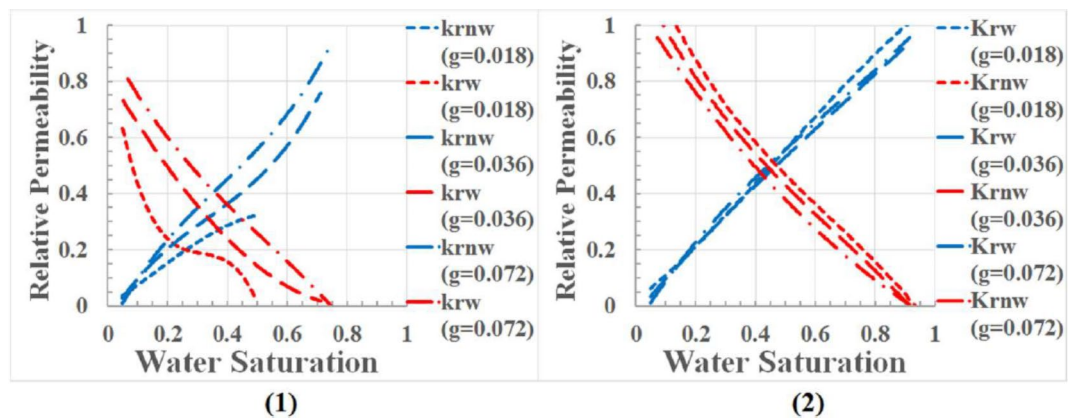 Relative Permeability
1
0.8
0.6
0.4
0.2
0
0 0.2 0.4 0.6 0.8 1
Water Saturation
krnw
(g=0.018)
krw
(g=0.018)
krnw
(g=0.036)
krw
(g=0.036)
krnw
(g=0.072)
krw
(g=0.072)
(1)
Relative Permeability
1
0.8
0.6
0.4
0.2
0
0 0.2 0.4 0.6 0.8 1
Water Saturation
Krw
(g=0.018)
Krnw
(g=0.018)
Krw
(g=0.036)
Krnw
(g=0.036)
Krw
(g=0.072)
Krnw
(g=0.072)
(2)